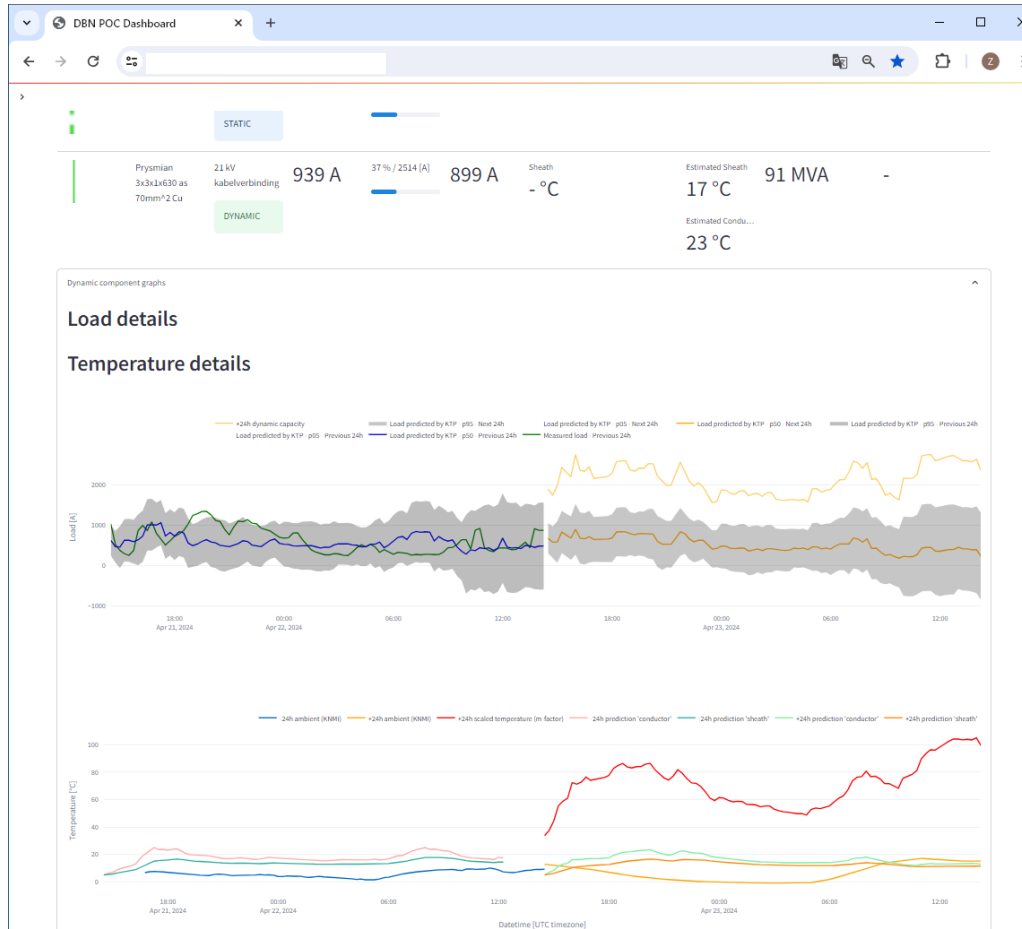 DBN POC Dashboard
Z
STATIC
Prysmian
3x3x1x630 as
70mm^2 Cu
21 kV
kabelverbinding
DYNAMIC
939 A
37 % / 2514 [A]
899 A
Sheath
- °C
Estimated Sheath
17 °C
Estimated Condu...
23 °C
91 MVA
-
Dynamic component graphs
Load details
Temperature details
+24h dynamic capacity
Load predicted by KTP - p95 - Next 24h
Load predicted by KTP - p05 - Next 24h
Load predicted by KTP - p50 - Next 24h
Load predicted by KTP - p95 - Previous 24h
Load predicted by KTP - p05 - Previous 24h
Load predicted by KTP - p50 - Previous 24h
Measured load - Previous 24h
Load [A]
2000
1000
0
−1000
18:00
Apr 21, 2024
00:00
Apr 22, 2024
06:00
12:00
18:00
00:00
Apr 23, 2024
06:00
12:00
24h ambient (KNMI)
+24h ambient (KNMI)
+24h scaled temperature (m factor)
24h prediction 'conductor'
24h prediction 'sheath'
+24h prediction 'conductor'
+24h prediction 'sheath'
Temperature [°C]
100
80
60
40
20
0
18:00
Apr 21, 2024
00:00
Apr 22, 2024
06:00
12:00
18:00
00:00
Apr 23, 2024
06:00
12:00
Datetime [UTC timezone]